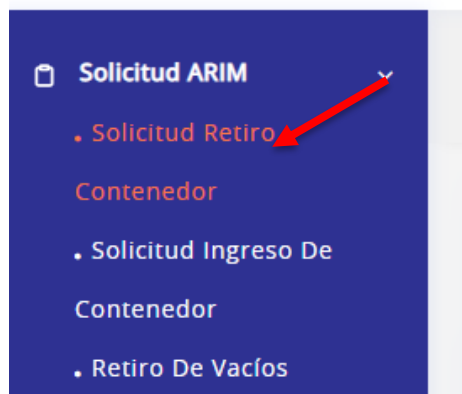 Solicitud ARIM
• Solicitud Retiro
Contenedor
• Solicitud Ingreso De
Contenedor
• Retiro De Vacíos